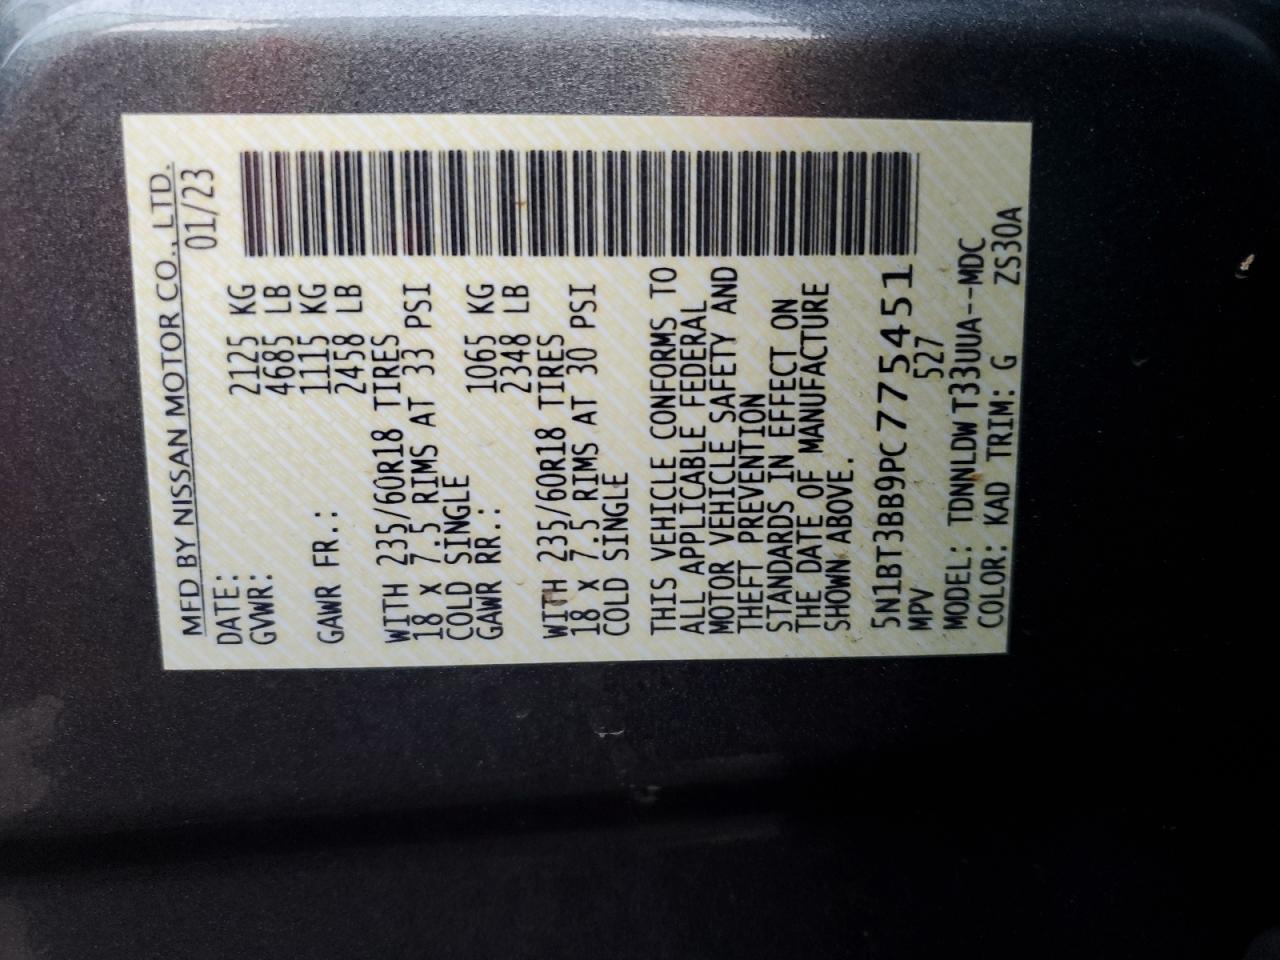 MFD BY NISSAN MOTOR CO., LTD.
DATE: 01/23
GVWR: 2125 KG
4685 LB
GAWR FR.: 1115 KG
2458 LB
WITH 235/60R18 TIRES
18 x 7.5 RIMS AT 33 PSI
COLD SINGLE
GAWR RR.: 1065 KG
2348 LB
WITH 235/60R18 TIRES
18 x 7.5 RIMS AT 30 PSI
COLD SINGLE
THIS VEHICLE CONFORMS TO
ALL APPLICABLE FEDERAL
MOTOR VEHICLE SAFETY AND
THEFT PREVENTION
STANDARDS IN EFFECT ON
THE DATE OF MANUFACTURE
SHOWN ABOVE.
5N1BT3BB9PC775451
MPV 527
MODEL: TDNNLDWT33UUA--MDC
COLOR: KAD TRIM: G ZS30A